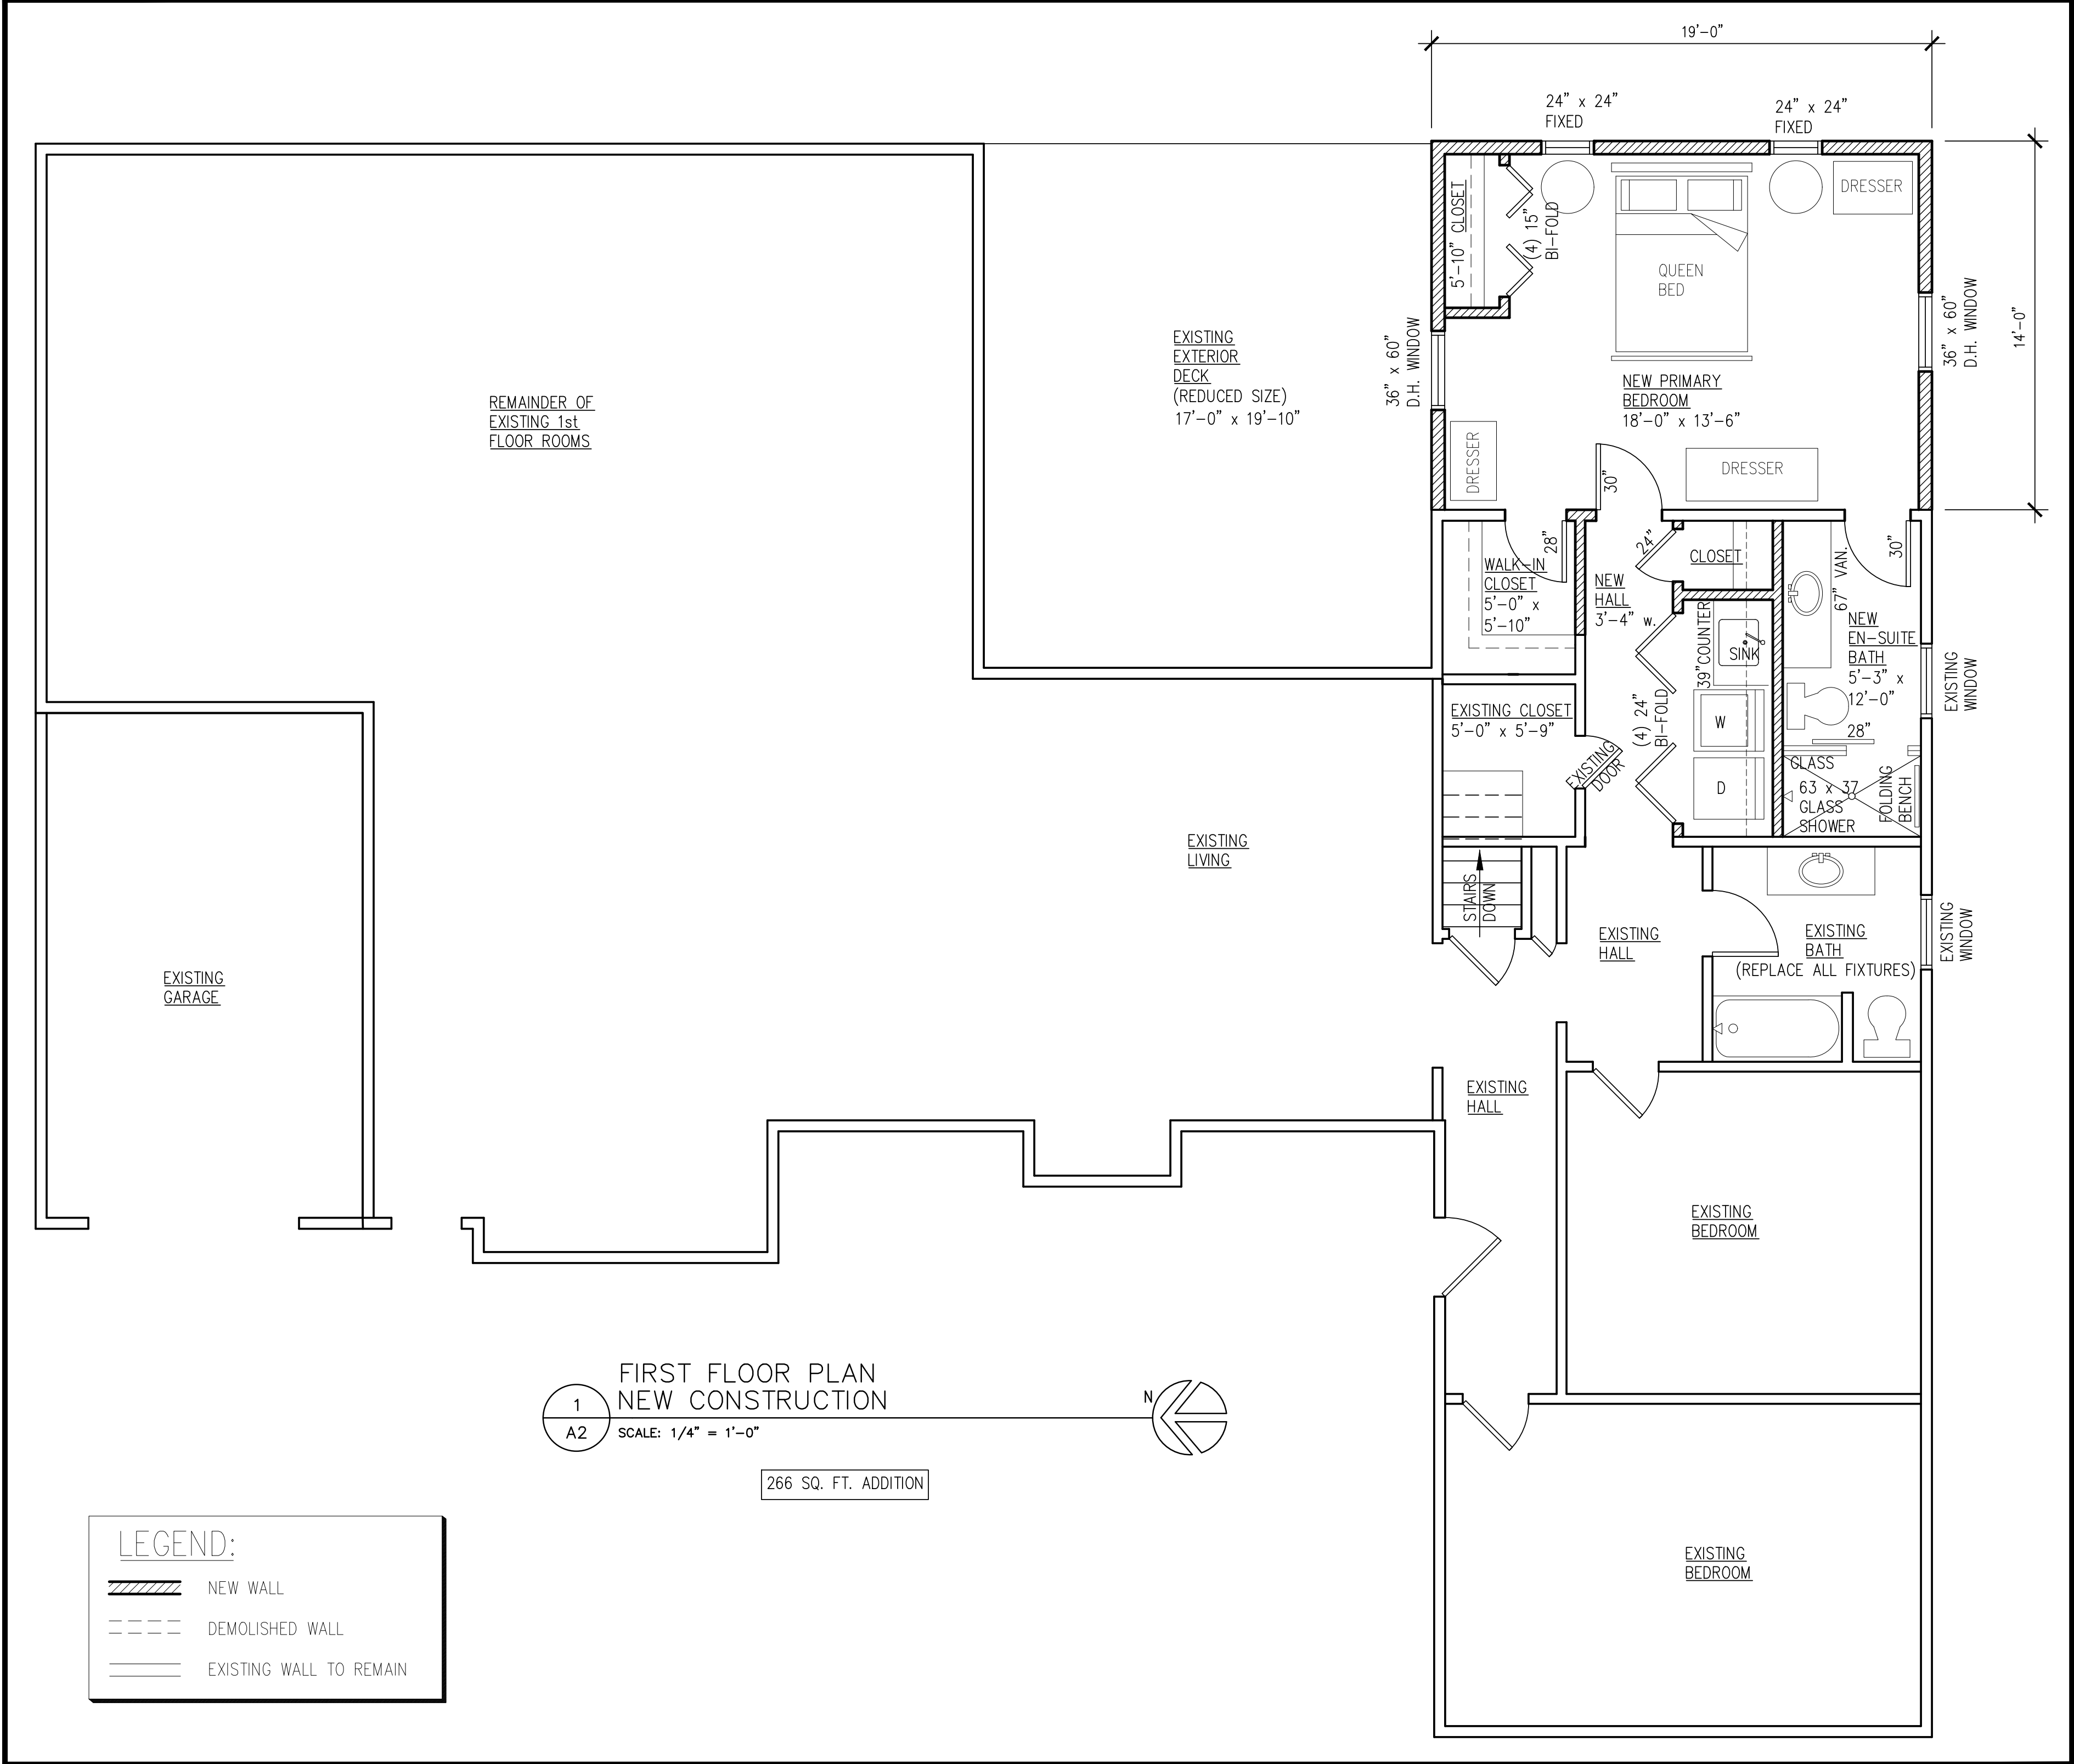 19'-0"
24" x 24"
FIXED
24" x 24"
FIXED
5'-10" CLOSET
(4) 15"
BI-FOLD
DRESSER
QUEEN
BED
36" x 60"
D.H. WINDOW
14'-0"
EXISTING
EXTERIOR
DECK
(REDUCED SIZE)
17'-0" x 19'-10"
36" x 60"
D.H. WINDOW
NEW PRIMARY
BEDROOM
18'-0" x 13'-6"
REMAINDER OF
EXISTING 1st
FLOOR ROOMS
DRESSER
30"
DRESSER
28"
WALK-IN
CLOSET
5'-0" x
5'-10"
24"
CLOSET
NEW
HALL
3'-4" w.
67" VAN.
30"
39"COUNTER
SINK
NEW
EN-SUITE
BATH
5'-3" x
12'-0"
EXISTING
WINDOW
EXISTING CLOSET
5'-0" x 5'-9"
(4) 24"
BI-FOLD
W
28"
EXISTING
DOOR
D
GLASS
63 x 37
GLASS
SHOWER
FOLDING
BENCH
EXISTING
LIVING
STAIRS
DOWN
EXISTING
HALL
EXISTING
BATH
(REPLACE ALL FIXTURES)
EXISTING
WINDOW
EXISTING
GARAGE
EXISTING
HALL
EXISTING
BEDROOM
1
A2
FIRST FLOOR PLAN
NEW CONSTRUCTION
SCALE: 1/4" = 1'-0"
N
266 SQ. FT. ADDITION
EXISTING
BEDROOM
LEGEND:
NEW WALL
DEMOLISHED WALL
EXISTING WALL TO REMAIN